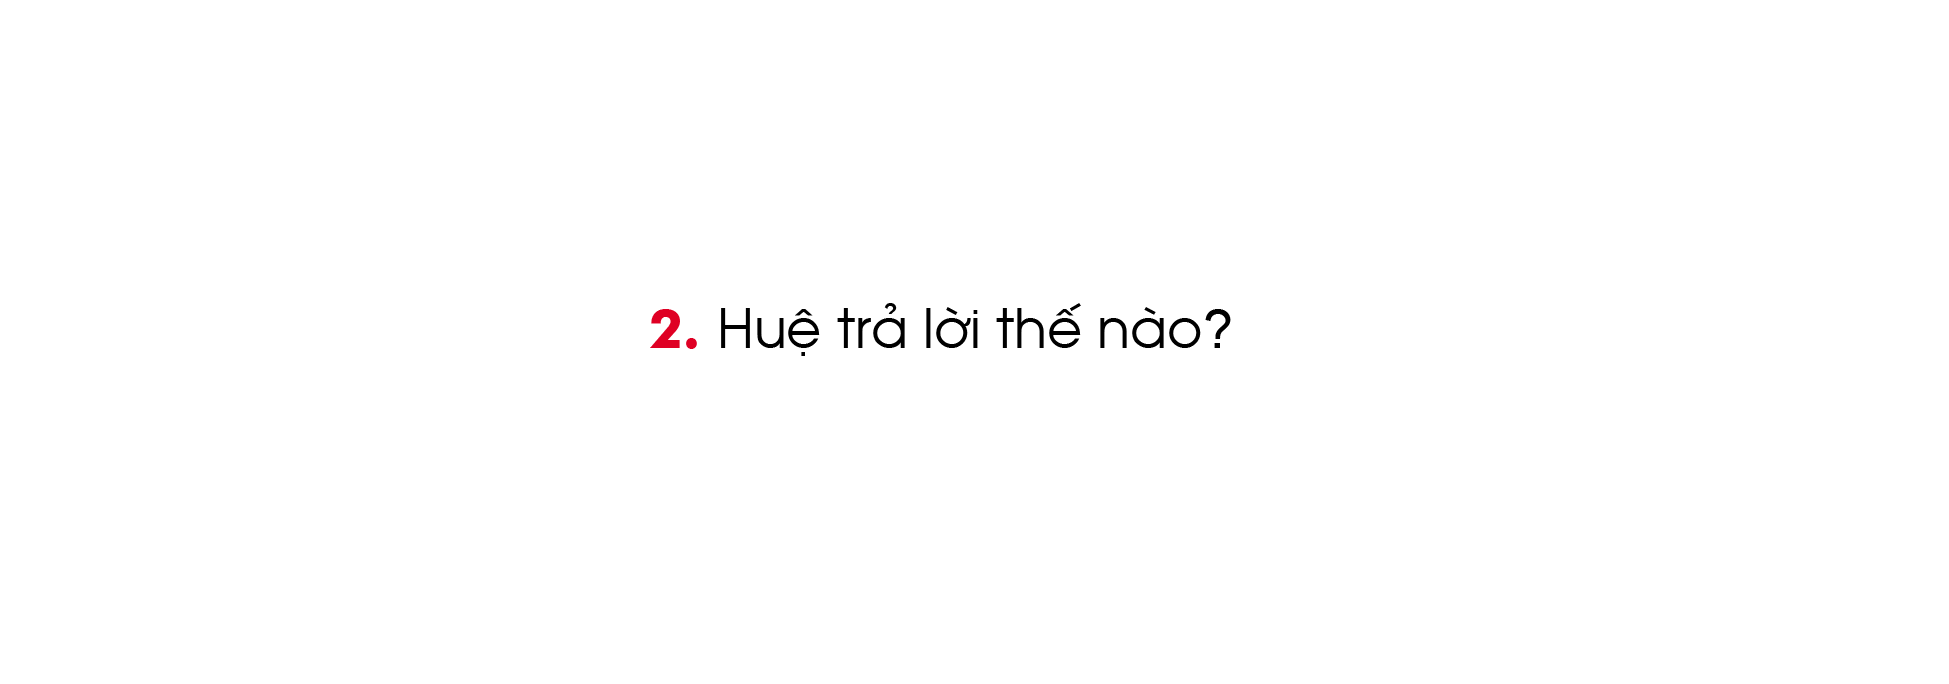 2. Huệ trả lời thế nào?